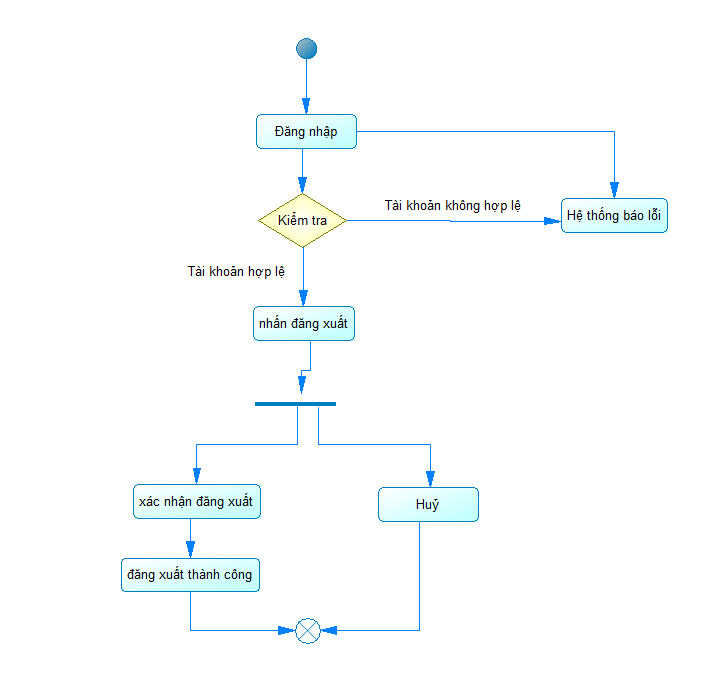 Đăng nhập
Kiểm tra
Tài khoản không hợp lệ
Hệ thống báo lỗi
Tài khoản hợp lệ
nhấn đăng xuất
xác nhận đăng xuất
Huỷ
đăng xuất thành công